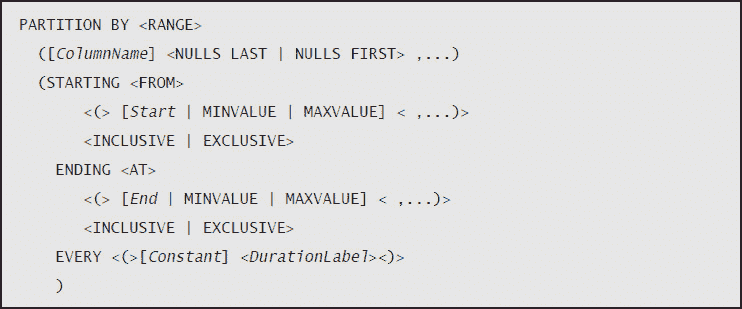 PARTITION BY <RANGE>
([ColumnName] <NULLS LAST | NULLS FIRST> ,...)
(STARTING <FROM>
<(> [Start | MINVALUE | MAXVALUE] < ,...)>
<INCLUSIVE | EXCLUSIVE>
ENDING <AT>
<(> [End | MINVALUE | MAXVALUE] < ,...)>
<INCLUSIVE | EXCLUSIVE>
EVERY <(>[Constant] <DurationLabel><)>
)